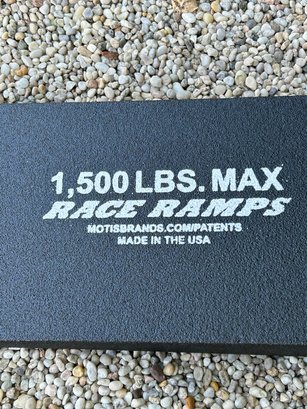 1,500 LBS. MAX
RACE RAMPS
MOTISBRANDS.COM/PATENTS
MADE IN THE USA